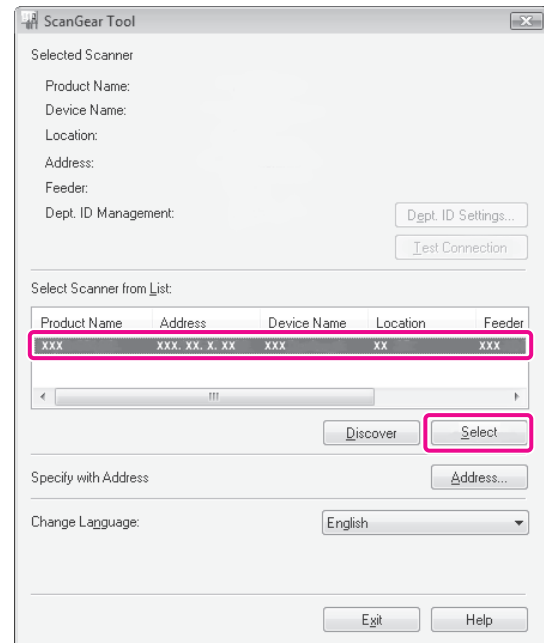 ScanGear Tool
Selected Scanner
Product Name:
Device Name:
Location:
Address:
Feeder:
Dept. ID Management:
Dept. ID Settings...
Test Connection
Select Scanner from List:
Product Name Address Device Name Location Feeder
XXX XXX. XX. X. XX XXX XX XXX
Discover Select
Specify with Address Address...
Change Language: English
Exit Help